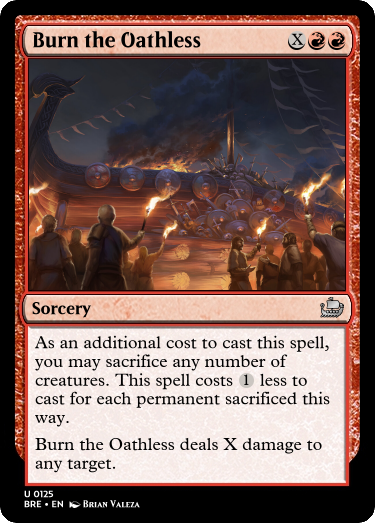 Burn the Oathless X
Sorcery
As an additional cost to cast this spell,
you may sacrifice any number of
creatures. This spell costs 1 less to
cast for each permanent sacrificed this
way.
Burn the Oathless deals X damage to
any target.
U 0125
BRE • EN Brian Valeza